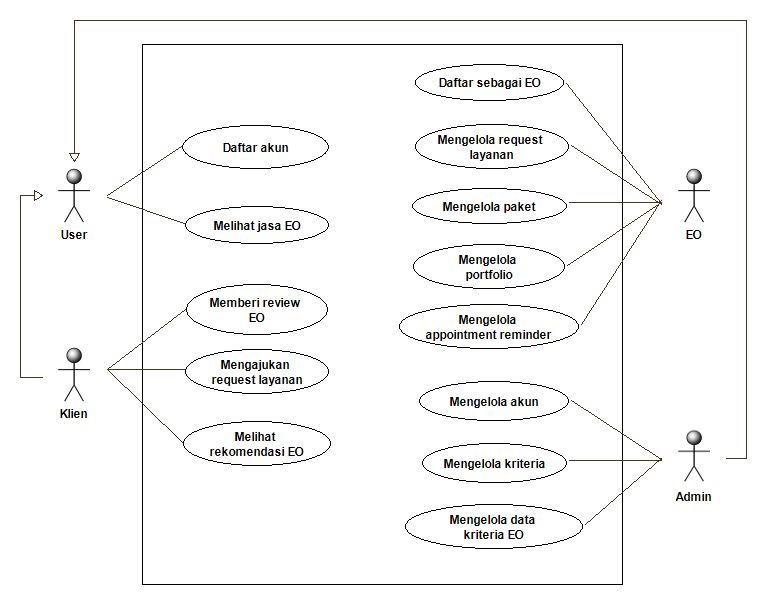 Daftar sebagai EO
Daftar akun
Mengelola request
layanan
User
Melihat jasa EO
Mengelola paket
EO
Mengelola
portfolio
Memberi review
EO
Mengelola
appointment reminder
Klien
Mengajukan
request layanan
Mengelola akun
Melihat
rekomendasi EO
Mengelola kriteria
Admin
Mengelola data
kriteria EO